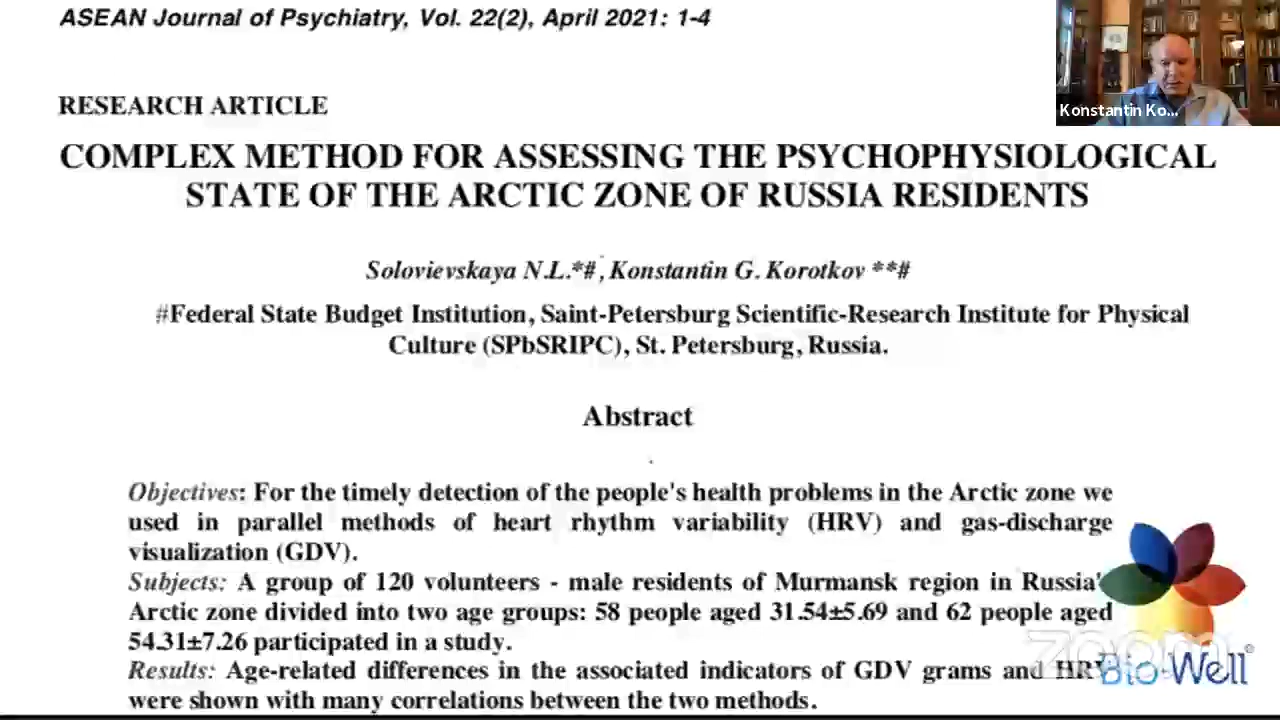 ASEAN Journal of Psychiatry, Vol. 22(2), April 2021: 1-4
Konstantin Ko...
RESEARCH ARTICLE
COMPLEX METHOD FOR ASSESSING THE PSYCHOPHYSIOLOGICAL
STATE OF THE ARCTIC ZONE OF RUSSIA RESIDENTS
Solovievskaya N.L.*#, Konstantin G. Korotkov **#
#Federal State Budget Institution, Saint-Petersburg Scientific-Research Institute for Physical
Culture (SPbSRIPC), St. Petersburg, Russia.
Abstract
Objectives: For the timely detection of the people's health problems in the Arctic zone we
used in parallel methods of heart rhythm variability (HRV) and gas-discharge
visualization (GDV).
Subjects: A group of 120 volunteers - male residents of Murmansk region in Russia'
Arctic zone divided into two age groups: 58 people aged 31.54±5.69 and 62 people aged
54.31±7.26 participated in a study.
Results: Age-related differences in the associated indicators of GDV grams and HRV
were shown with many correlations between the two methods.
zoom
Bio-Well®